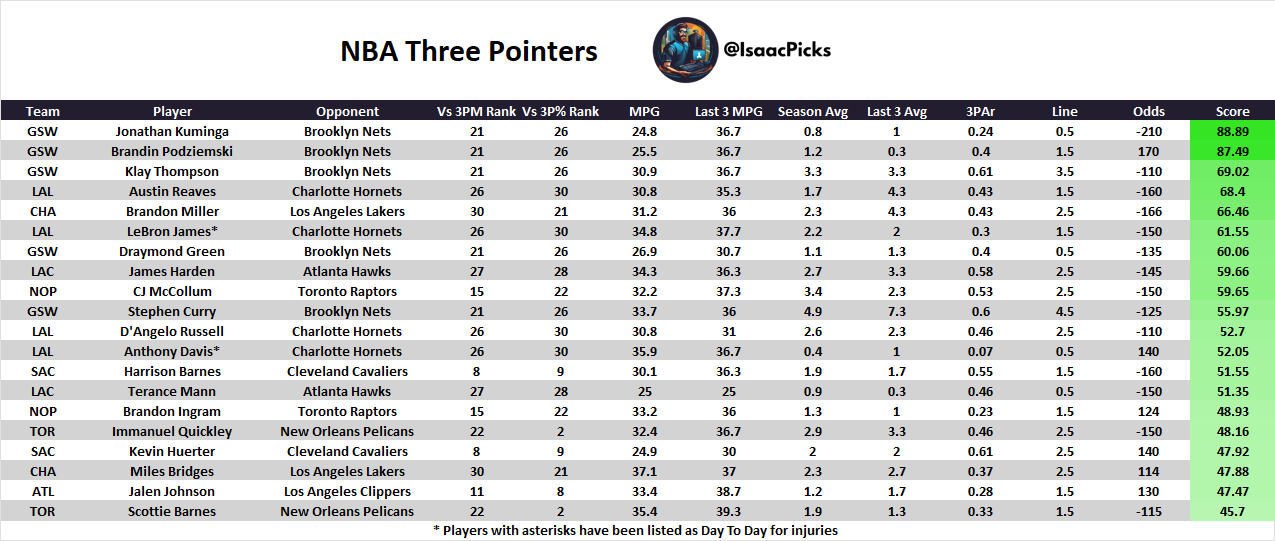 NBA Three Pointers @IsaacPicks
Team Player Opponent Vs 3PM Rank Vs 3P% Rank MPG Last 3 MPG Season Avg Last 3 Avg 3PAr Line Odds Score
GSW Jonathan Kuminga Brooklyn Nets 21 26 24.8 36.7 0.8 1 0.24 0.5 -210 88.89
GSW Brandin Podziemski Brooklyn Nets 21 26 25.5 36.7 1.2 0.3 0.4 1.5 170 87.49
GSW Klay Thompson Brooklyn Nets 21 26 30.9 36.7 3.3 3.3 0.61 3.5 -110 69.02
LAL Austin Reaves Charlotte Hornets 26 30 30.8 35.3 1.7 4.3 0.43 1.5 -160 68.4
CHA Brandon Miller Los Angeles Lakers 30 21 31.2 36 2.3 4.3 0.43 2.5 -166 66.46
LAL LeBron James* Charlotte Hornets 26 30 34.8 37.7 2.2 2 0.3 1.5 -150 61.55
GSW Draymond Green Brooklyn Nets 21 26 26.9 30.7 1.1 1.3 0.4 0.5 -135 60.06
LAC James Harden Atlanta Hawks 27 28 34.3 36.3 2.7 3.3 0.58 2.5 -145 59.66
NOP CJ McCollum Toronto Raptors 15 22 32.2 37.3 3.4 2.3 0.53 2.5 -150 59.65
GSW Stephen Curry Brooklyn Nets 21 26 33.7 36 4.9 7.3 0.6 4.5 -125 55.97
LAL D'Angelo Russell Charlotte Hornets 26 30 30.8 31 2.6 2.3 0.46 2.5 -110 52.7
LAL Anthony Davis* Charlotte Hornets 26 30 35.9 36.7 0.4 1 0.07 0.5 140 52.05
SAC Harrison Barnes Cleveland Cavaliers 8 9 30.1 36.3 1.9 1.7 0.55 1.5 -160 51.55
LAC Terance Mann Atlanta Hawks 27 28 25 25 0.9 0.3 0.46 0.5 -150 51.35
NOP Brandon Ingram Toronto Raptors 15 22 33.2 36 1.3 1 0.23 1.5 124 48.93
TOR Immanuel Quickley New Orleans Pelicans 22 2 32.4 36.7 2.9 3.3 0.46 2.5 -150 48.16
SAC Kevin Huerter Cleveland Cavaliers 8 9 24.9 30 2 2 0.61 2.5 140 47.92
CHA Miles Bridges Los Angeles Lakers 30 21 37.1 37 2.3 2.7 0.37 2.5 114 47.88
ATL Jalen Johnson Los Angeles Clippers 11 8 33.4 38.7 1.2 1.7 0.28 1.5 130 47.47
TOR Scottie Barnes New Orleans Pelicans 22 2 35.4 39.3 1.9 1.3 0.33 1.5 -115 45.7
* Players with asterisks have been listed as Day To Day for injuries